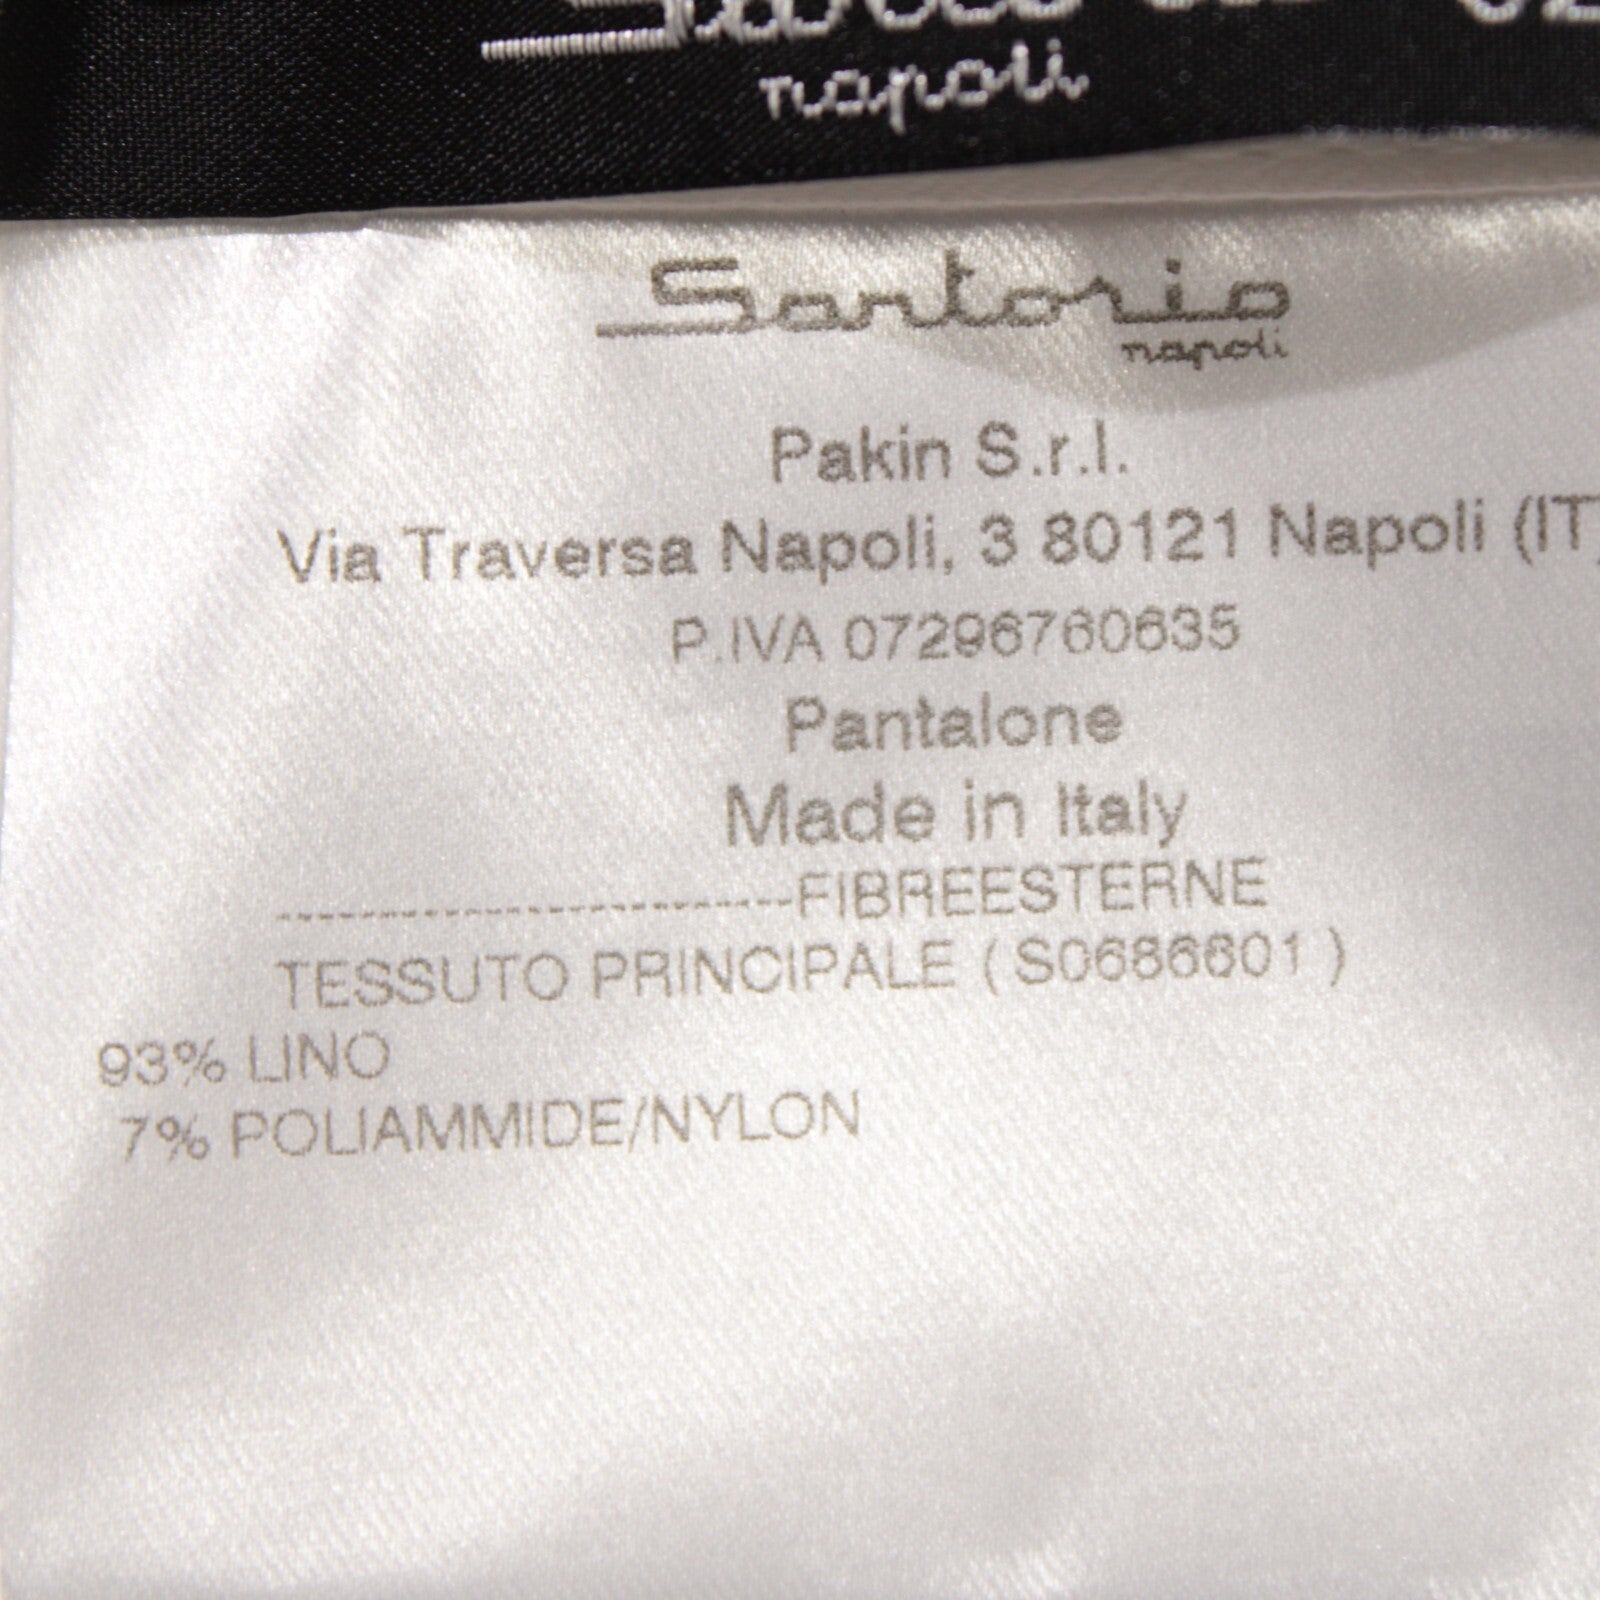 napoli
Sartorio
napoli
Pakin S.r.l.
Via Traversa Napoli, 3 80121 Napoli (IT)
P.IVA 07296760635
Pantalone
Made in Italy
------------------------FIBREESTERNE
TESSUTO PRINCIPALE ( S0686601 )
93% LINO
7% POLIAMMIDE/NYLON